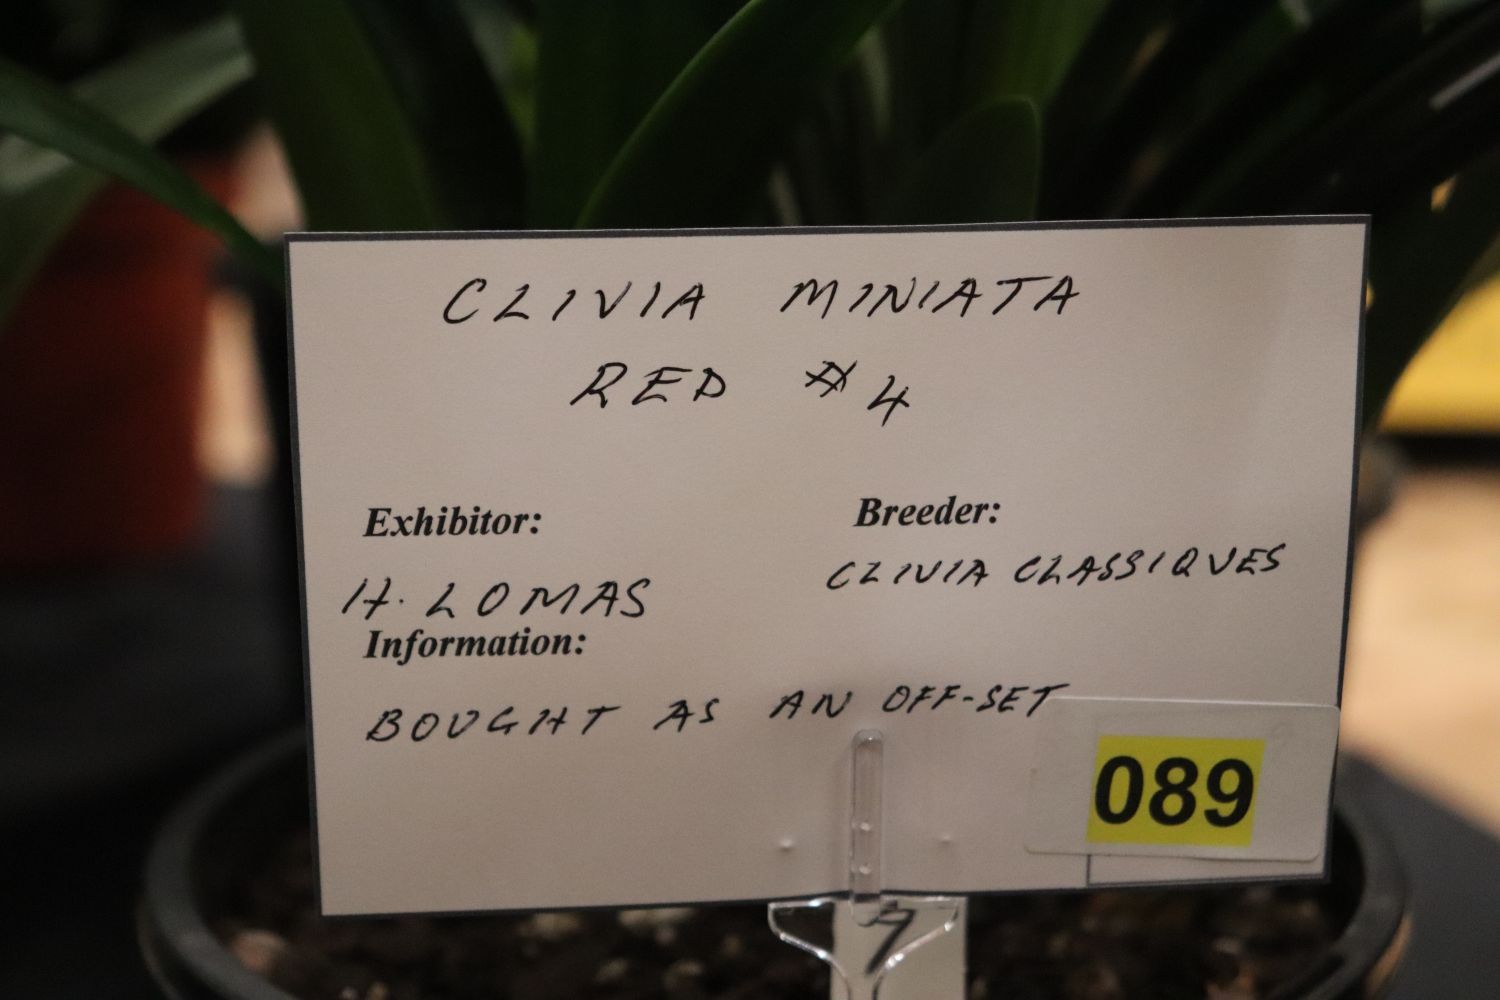 CLIVIA MINIATA
RED #4
Exhibitor:
H. LOMAS
Breeder:
CLIVIA CLASSIQUES
Information:
BOUGHT AS AN OFF-SET
089